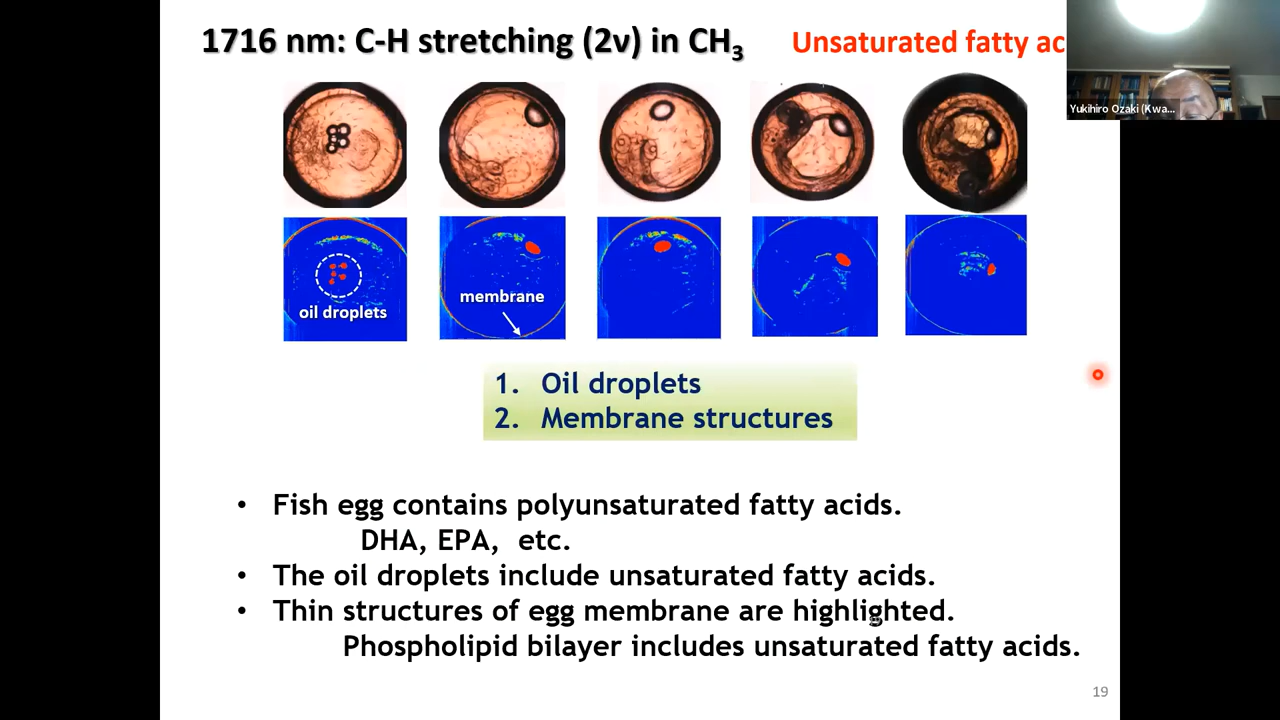 1716 nm: C-H stretching (2ν) in CH₃
Unsaturated fatty ac
Yukihiro Ozaki (Kwa...
oil droplets
membrane
1. Oil droplets
2. Membrane structures
• Fish egg contains polyunsaturated fatty acids.
DHA, EPA, etc.
• The oil droplets include unsaturated fatty acids.
• Thin structures of egg membrane are highlighted.
Phospholipid bilayer includes unsaturated fatty acids.
19